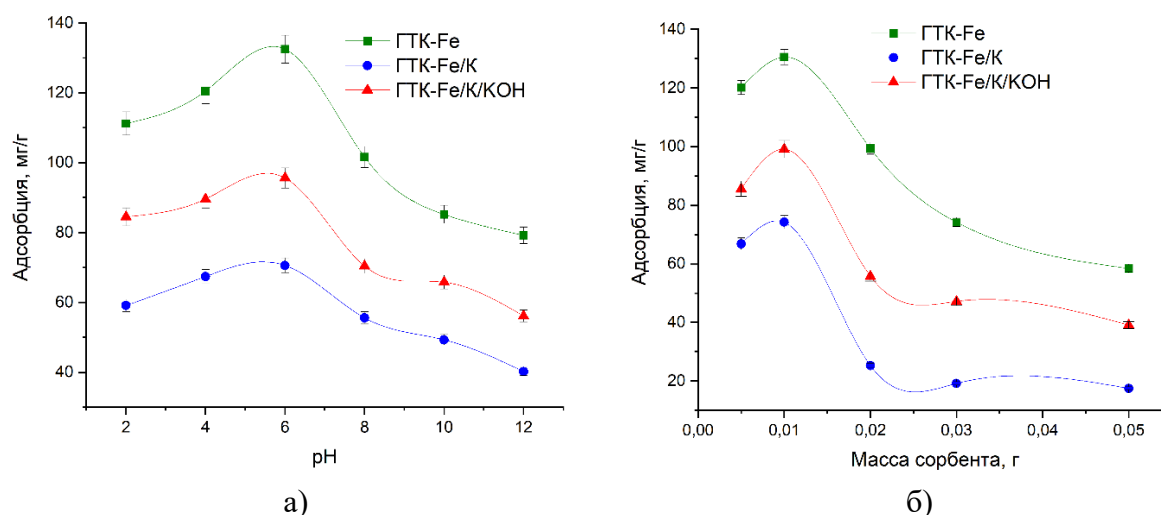 140
120
100
80
60
40
2
4
6
8
10
12
Адсорбция, мг/г
pH
ГТК-Fe
ГТК-Fe/К
ГТК-Fe/К/КОН
а)
140
120
100
80
60
40
20
0,00
0,01
0,02
0,03
0,04
0,05
Адсорбция, мг/г
Масса сорбента, г
ГТК-Fe
ГТК-Fe/К
ГТК-Fe/К/КОН
б)